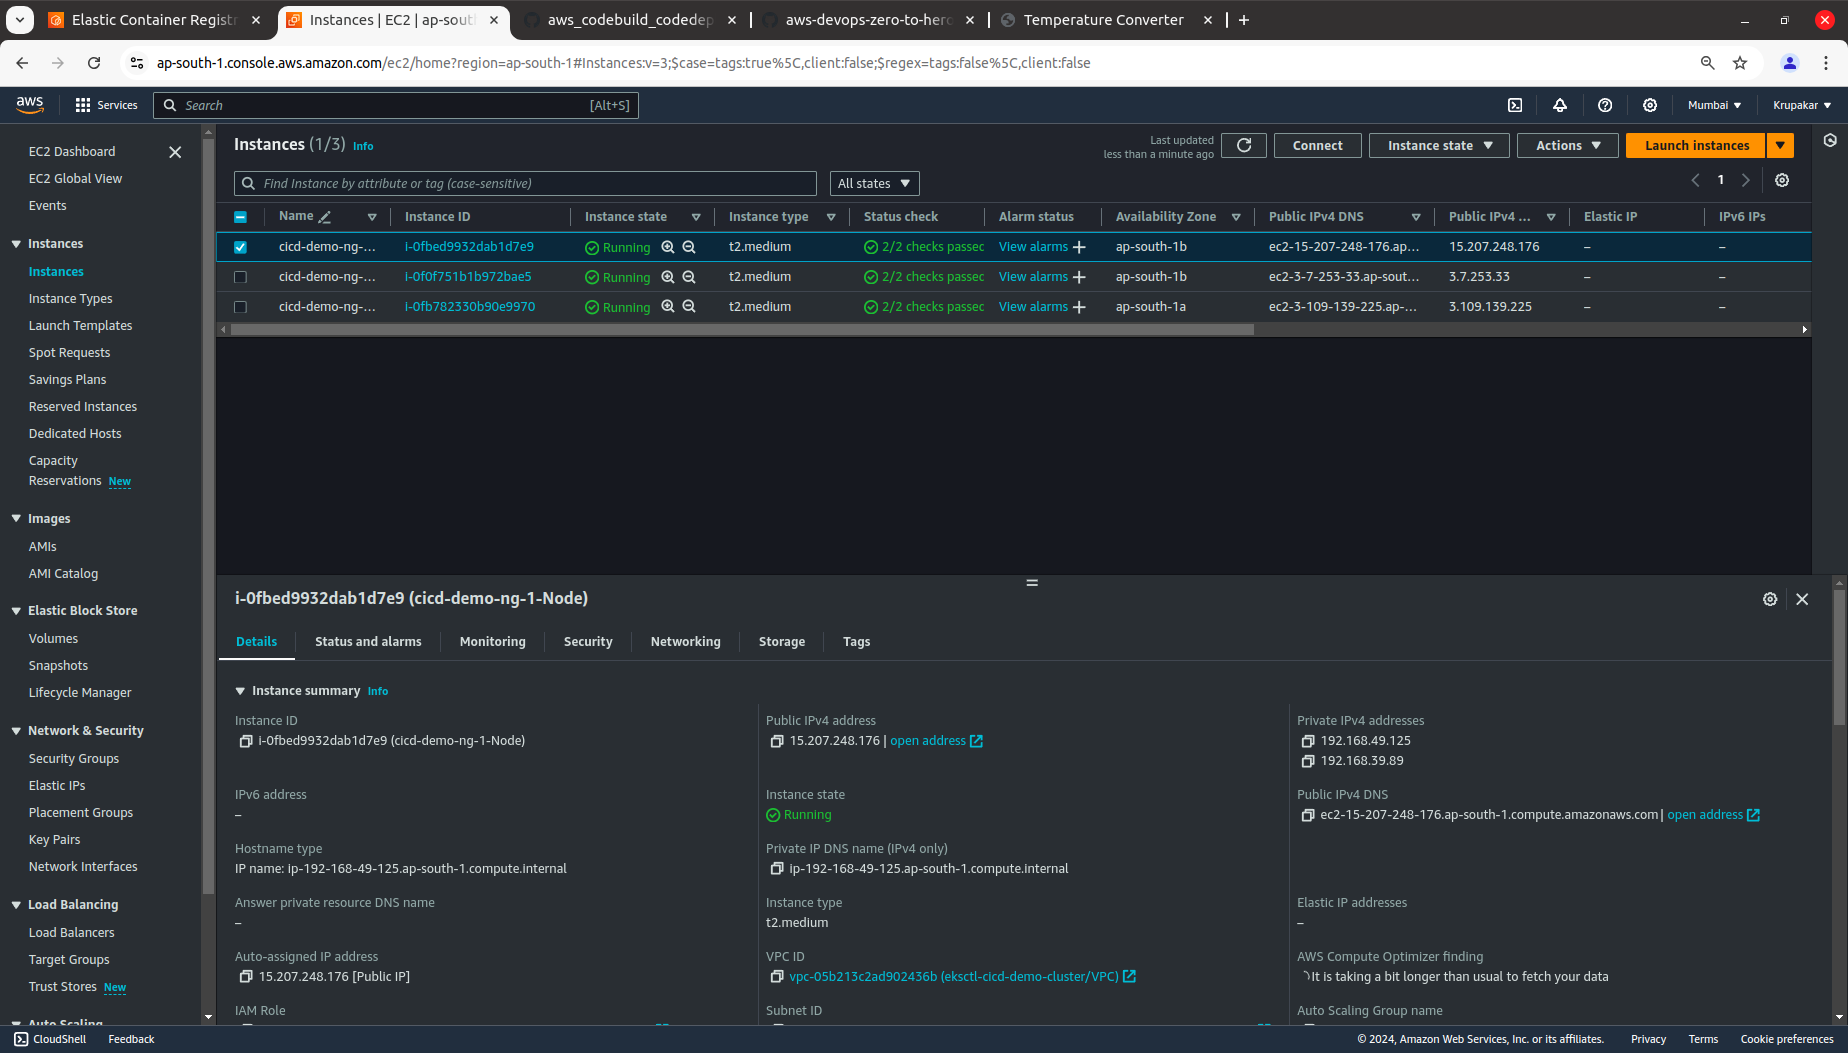 Elastic Container Registr
Instances | EC2 | ap-sout
aws_codebuild_codedep
aws-devops-zero-to-hero
Temperature Converter
ap-south-1.console.aws.amazon.com/ec2/home?region=ap-south-1#Instances:v=3;$case=tags:true%5C,client:false;$regex=tags:false%5C,client:false
aws
Services
Search
[Alt+S]
Mumbai
Krupakar
EC2 Dashboard
EC2 Global View
Events
Instances
Instances
Instance Types
Launch Templates
Spot Requests
Savings Plans
Reserved Instances
Dedicated Hosts
Capacity
Reservations New
Images
AMIs
AMI Catalog
Elastic Block Store
Volumes
Snapshots
Lifecycle Manager
Network & Security
Security Groups
Elastic IPs
Placement Groups
Key Pairs
Network Interfaces
Load Balancing
Load Balancers
Target Groups
Trust Stores New
Auto Scaling
Instances (1/3) Info
Last updated
less than a minute ago
Connect
Instance state
Actions
Launch instances
Find Instance by attribute or tag (case-sensitive)
All states
1
Name Instance ID Instance state Instance type Status check Alarm status Availability Zone Public IPv4 DNS Public IPv4 ... Elastic IP IPv6 IPs
cicd-demo-ng-... i-0fbed9932dab1d7e9 Running t2.medium 2/2 checks passec View alarms + ap-south-1b ec2-15-207-248-176.ap... 15.207.248.176 – –
cicd-demo-ng-... i-0f0f751b1b972bae5 Running t2.medium 2/2 checks passec View alarms + ap-south-1b ec2-3-7-253-33.ap-sout... 3.7.253.33 – –
cicd-demo-ng-... i-0fb782330b90e9970 Running t2.medium 2/2 checks passec View alarms + ap-south-1a ec2-3-109-139-225.ap-... 3.109.139.225 – –
i-0fbed9932dab1d7e9 (cicd-demo-ng-1-Node)
Details
Status and alarms
Monitoring
Security
Networking
Storage
Tags
Instance summary Info
Instance ID
i-0fbed9932dab1d7e9 (cicd-demo-ng-1-Node)
Public IPv4 address
15.207.248.176 | open address
Private IPv4 addresses
192.168.49.125
192.168.39.89
IPv6 address
–
Instance state
Running
Public IPv4 DNS
ec2-15-207-248-176.ap-south-1.compute.amazonaws.com | open address
Hostname type
IP name: ip-192-168-49-125.ap-south-1.compute.internal
Private IP DNS name (IPv4 only)
ip-192-168-49-125.ap-south-1.compute.internal
Answer private resource DNS name
–
Instance type
t2.medium
Elastic IP addresses
–
Auto-assigned IP address
15.207.248.176 [Public IP]
VPC ID
vpc-05b213c2ad902436b (eksctl-cicd-demo-cluster/VPC)
AWS Compute Optimizer finding
It is taking a bit longer than usual to fetch your data
IAM Role
Subnet ID
Auto Scaling Group name
CloudShell
Feedback
© 2024, Amazon Web Services, Inc. or its affiliates.
Privacy
Terms
Cookie preferences